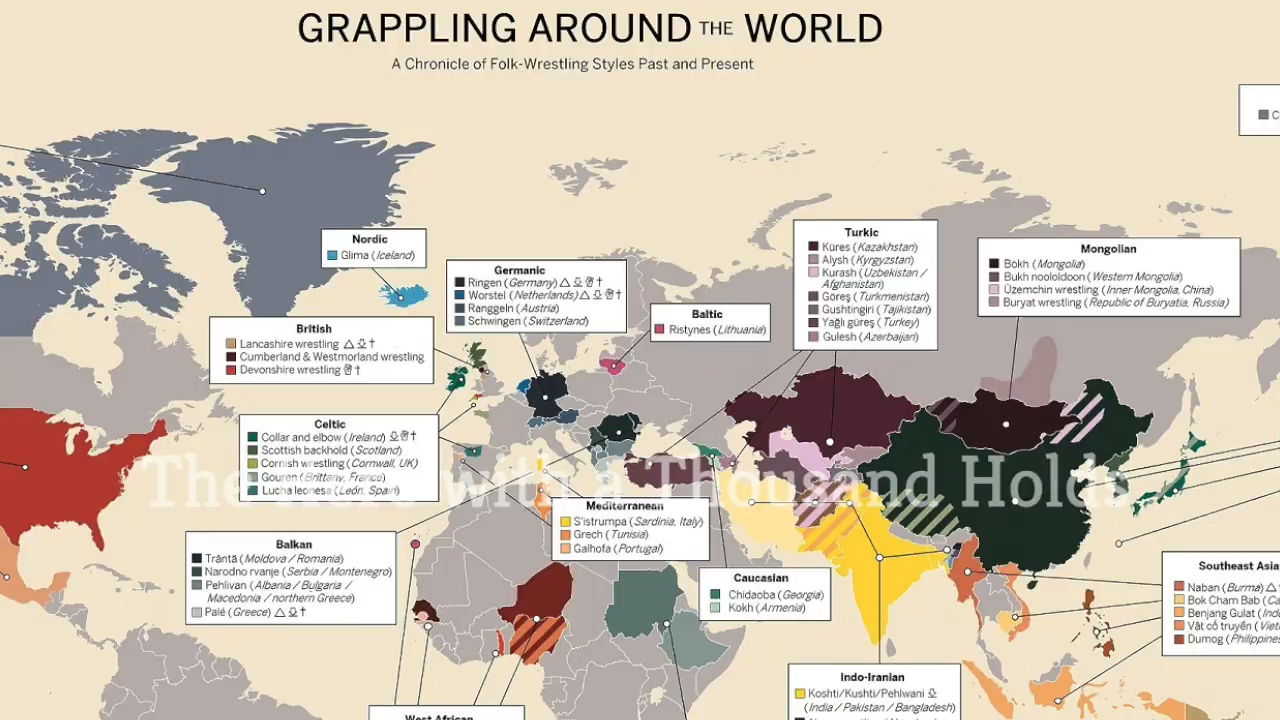 GRAPPLING AROUND THE WORLD
A Chronicle of Folk-Wrestling Styles Past and Present
Nordic
Glima (Iceland)
Germanic
Ringen (Germany)
Worstel (Netherlands)
Ranggeln (Austria)
Schwingen (Switzerland)
Baltic
Ristynes (Lithuania)
Turkic
Küres (Kazakhstan)
Alysh (Kyrgyzstan)
Kurash (Uzbekistan /
Afghanistan)
Göreş (Turkmenistan)
Gushtingiri (Tajikistan)
Yağlı güreş (Turkey)
Gulesh (Azerbaijan)
Mongolian
Bökh (Mongolia)
Bukh noololdoon (Western Mongolia)
Üzemchin wrestling (Inner Mongolia, China)
Buryat wrestling (Republic of Buryatia, Russia)
British
Lancashire wrestling
Cumberland & Westmorland wrestling
Devonshire wrestling
Celtic
Collar and elbow (Ireland)
Scottish backhold (Scotland)
Cornish wrestling (Cornwall, UK)
Gouren (Brittany, France)
Lucha leonesa (León, Spain)
with a Thousand Holds
Mediterranean
S'istrumpa (Sardinia, Italy)
Grech (Tunisia)
Galhofa (Portugal)
Balkan
Trântă (Moldova / Romania)
Narodno rvanje (Serbia / Montenegro)
Pehlivan (Albania / Bulgaria /
Macedonia / northern Greece)
Palé (Greece)
Caucasian
Chidaoba (Georgia)
Kokh (Armenia)
Southeast Asia
Naban (Burma)
Bok Cham Bab (Ca
Benjang Gulat (Ind
Vật cổ truyền (Viet
Dumog (Philippines
Indo-Iranian
Koshti/Kushti/Pehlwani
(India / Pakistan / Bangladesh)
West African